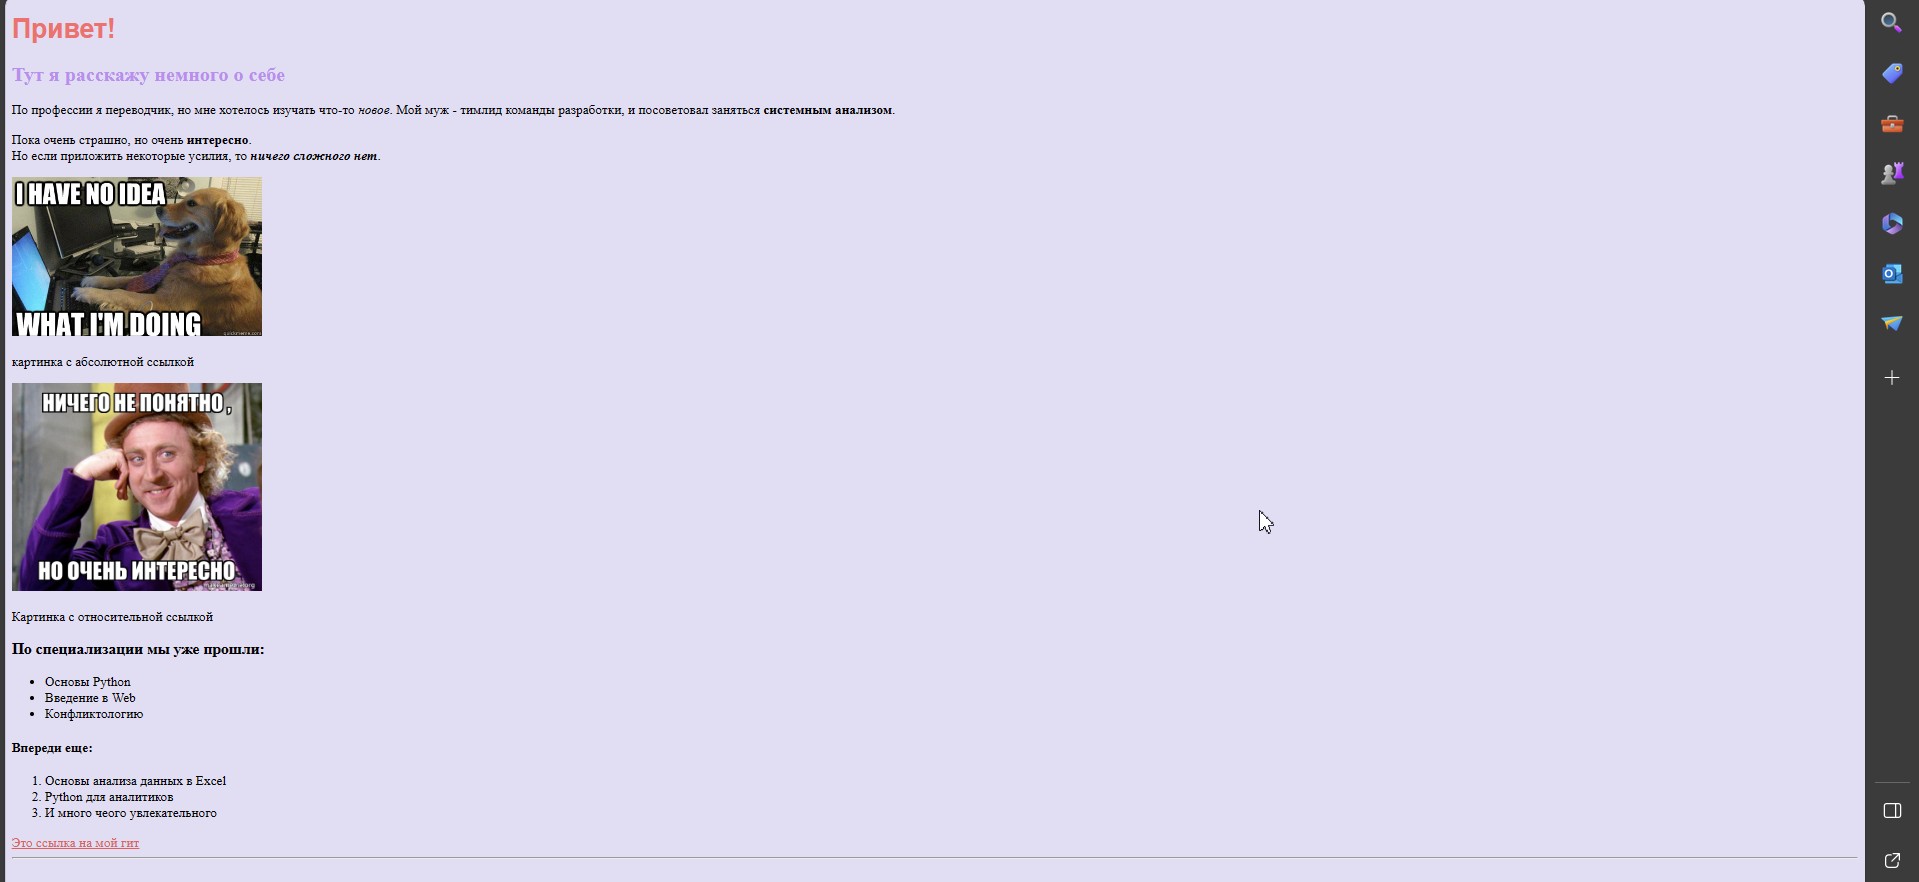 Привет!
Тут я расскажу немного о себе
По профессии я переводчик, но мне хотелось изучать что-то новое. Мой муж - тимлид команды разработки, и посоветовал заняться системным анализом.
Пока очень страшно, но очень интересно.
Но если приложить некоторые усилия, то ничего сложного нет.
I HAVE NO IDEA
WHAT I'M DOING
картинка с абсолютной ссылкой
НИЧЕГО НЕ ПОНЯТНО ,
НО ОЧЕНЬ ИНТЕРЕСНО
Картинка с относительной ссылкой
По специализации мы уже прошли:
• Основы Python
• Введение в Web
• Конфликтологию
Впереди еще:
1. Основы анализа данных в Excel
2. Python для аналитиков
3. И много чеого увлекательного
Это ссылка на мой гит